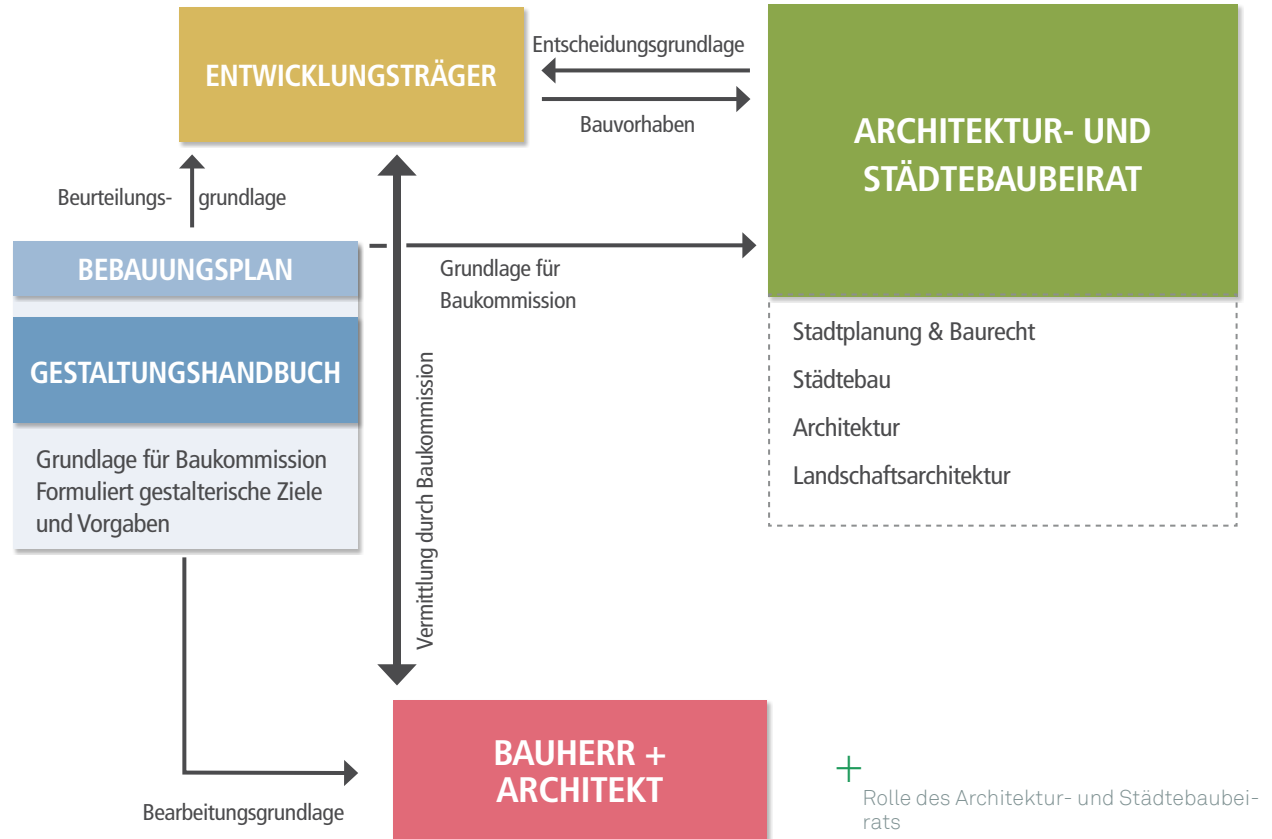 ENTWICKLUNGSTRÄGER
Entscheidungsgrundlage
Bauvorhaben
ARCHITEKTUR- UND
STÄDTEBAUBEIRAT
Beurteilungs- grundlage
BEBAUUNGSPLAN
Grundlage für
Baukommission
GESTALTUNGSHANDBUCH
Grundlage für Baukommission
Formuliert gestalterische Ziele
und Vorgaben
Vermittlung durch Baukommission
Stadtplanung & Baurecht
Städtebau
Architektur
Landschaftsarchitektur
Bearbeitungsgrundlage
BAUHERR +
ARCHITEKT
Rolle des Architektur- und Städtebaubei-
rats